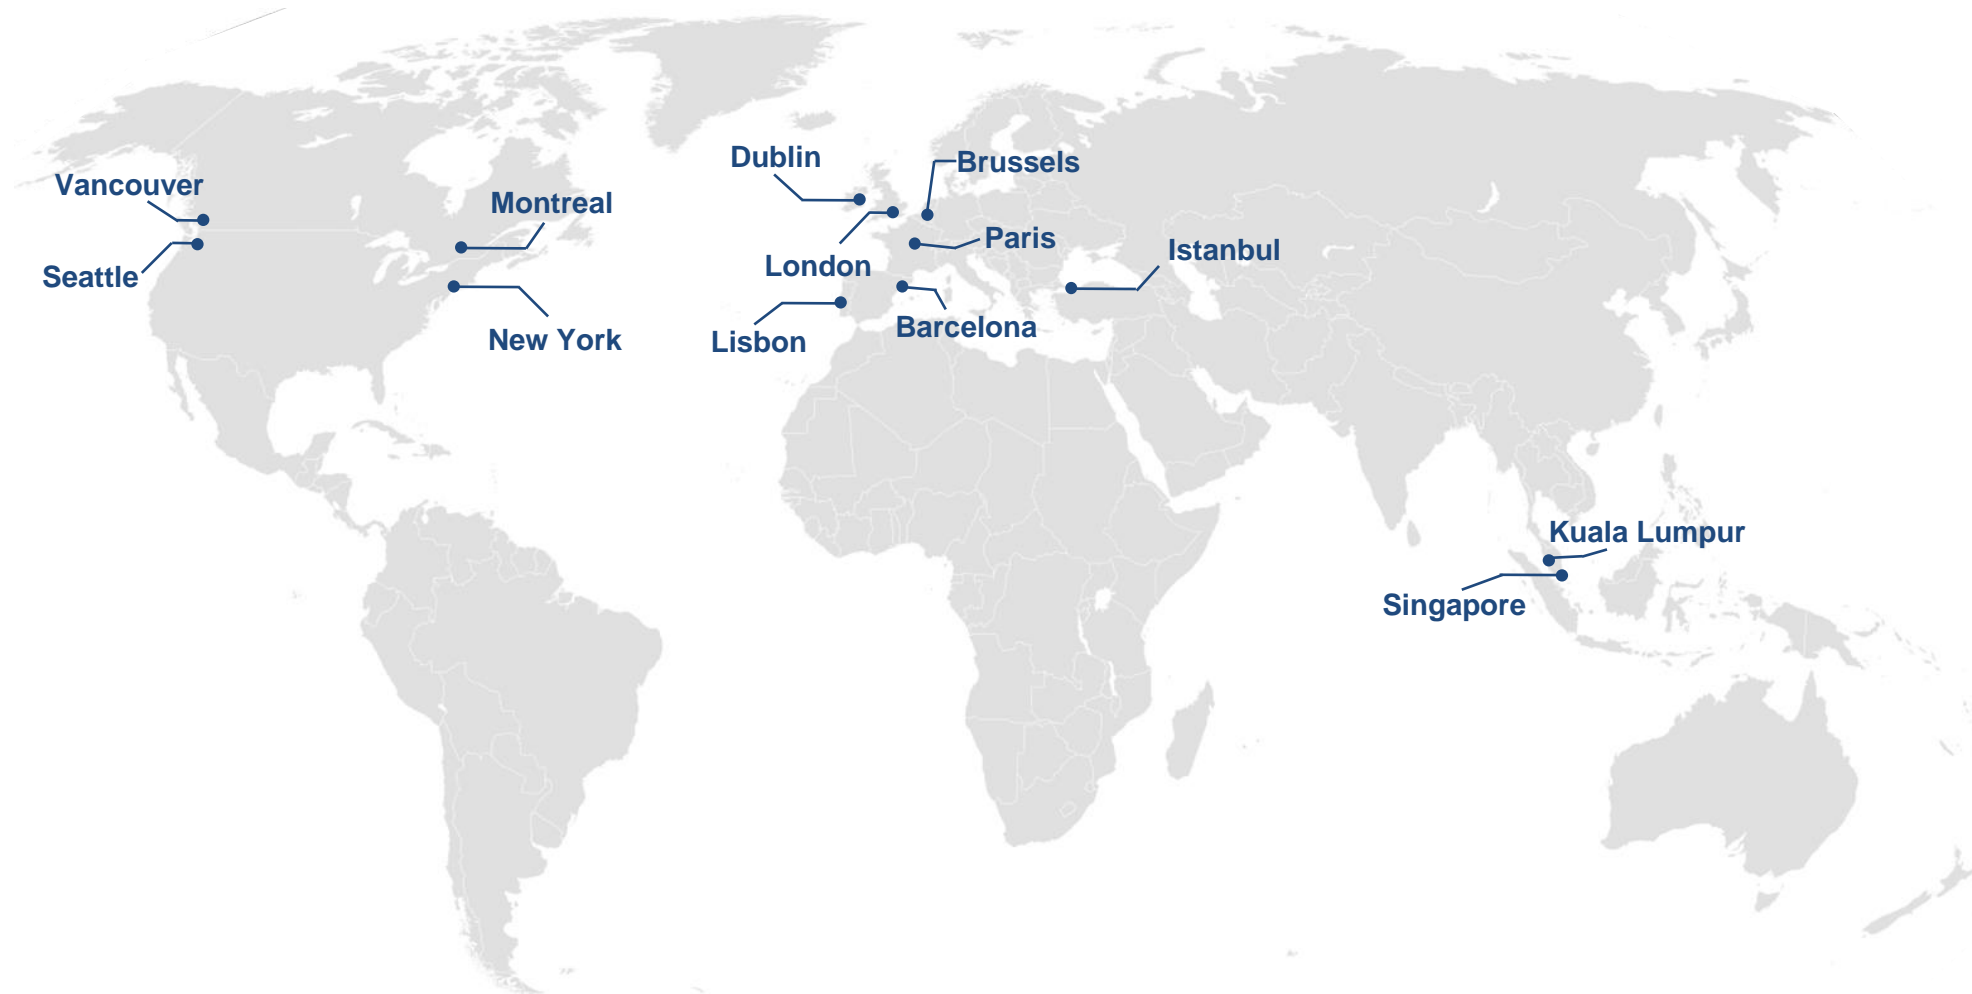 Dublin
Brussels
Vancouver
Montreal
Paris
Istanbul
London
Seattle
Barcelona
New York
Lisbon
Kuala Lumpur
Singapore